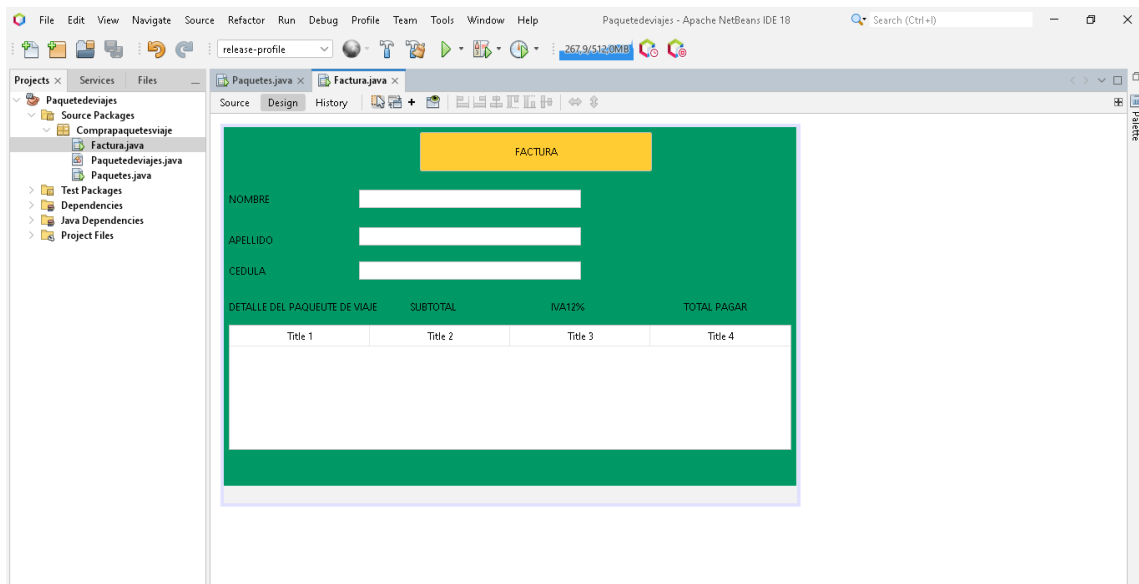 File Edit View Navigate Source Refactor Run Debug Profile Team Tools Window Help Paquetedeviajes - Apache NetBeans IDE 18 Search (Ctrl+I)
release-profile 267,9/512,0MB
Projects Services Files
Paquetes.java Factura.java
Paquetedeviajes
Source Packages
Comprapaquetesviaje
Factura.java
Paquetedeviajes.java
Paquetes.java
Test Packages
Dependencies
Java Dependencies
Project Files
Source Design History
Palette
FACTURA
NOMBRE
APELLIDO
CEDULA
DETALLE DEL PAQUEUTE DE VIAJE SUBTOTAL IVA12% TOTAL PAGAR
Title 1 Title 2 Title 3 Title 4